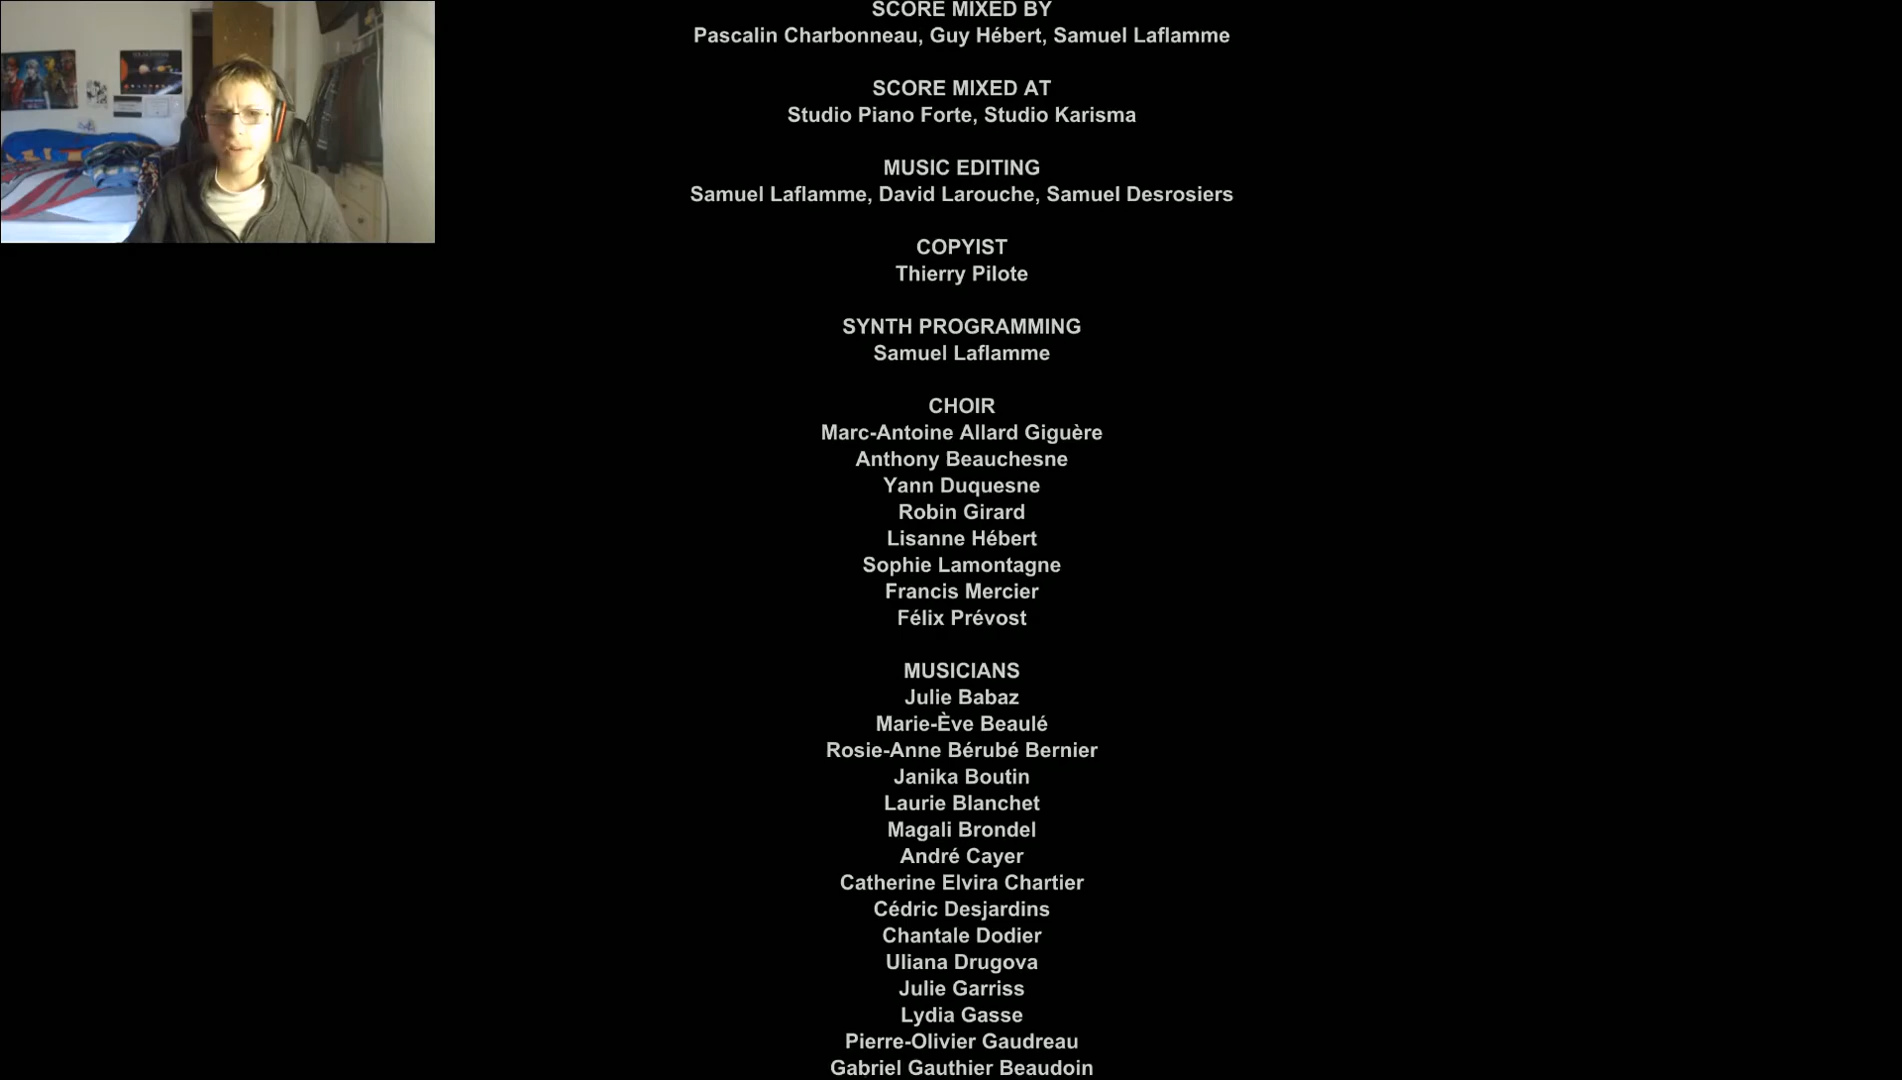 SCORE MIXED BY
Pascalin Charbonneau, Guy Hébert, Samuel Laflamme
SCORE MIXED AT
Studio Piano Forte, Studio Karisma
MUSIC EDITING
Samuel Laflamme, David Larouche, Samuel Desrosiers
COPYIST
Thierry Pilote
SYNTH PROGRAMMING
Samuel Laflamme
CHOIR
Marc-Antoine Allard Giguère
Anthony Beauchesne
Yann Duquesne
Robin Girard
Lisanne Hébert
Sophie Lamontagne
Francis Mercier
Félix Prévost
MUSICIANS
Julie Babaz
Marie-Ève Beaulé
Rosie-Anne Bérubé Bernier
Janika Boutin
Laurie Blanchet
Magali Brondel
André Cayer
Catherine Elvira Chartier
Cédric Desjardins
Chantale Dodier
Uliana Drugova
Julie Garriss
Lydia Gasse
Pierre-Olivier Gaudreau
Gabriel Gauthier Beaudoin